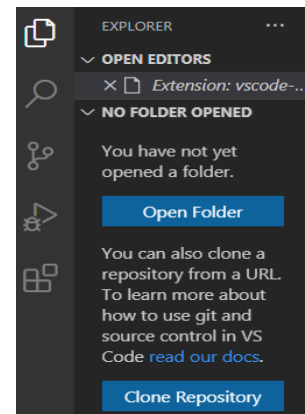 EXPLORER ...
OPEN EDITORS
Extension: vscode-...
NO FOLDER OPENED
You have not yet
opened a folder.
Open Folder
You can also clone a
repository from a URL.
To learn more about
how to use git and
source control in VS
Code read our docs.
Clone Repository